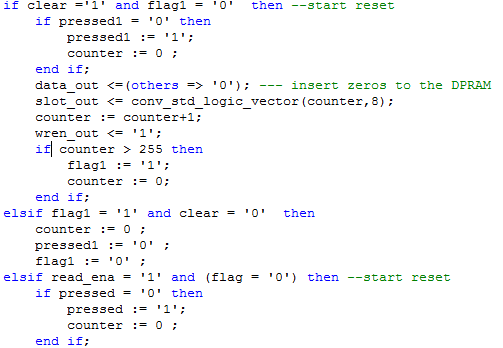 if clear ='1' and flag1 = '0'  then --start reset
    if pressed1 = '0' then
        pressed1 := '1';
        counter := 0 ;
    end if;
    data_out <=(others => '0'); --- insert zeros to the DPRAM
    slot_out <= conv_std_logic_vector(counter,8);
    counter := counter+1;
    wren_out <= '1';
    if counter > 255 then
        flag1 := '1';
        counter := 0;
    end if;
elsif flag1 = '1' and clear = '0'  then
    counter := 0 ;
    pressed1 := '0' ;
    flag1 := '0' ;
elsif read_ena = '1' and (flag = '0') then --start reset
    if pressed = '0' then
        pressed := '1';
        counter := 0 ;
    end if;